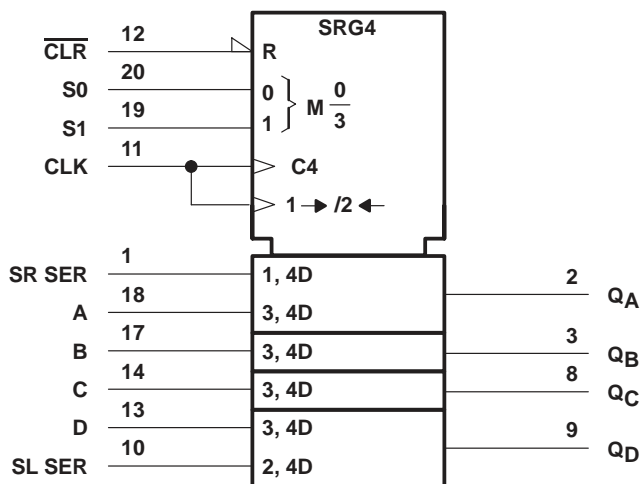 SRG4
CLR 12 R
S0 20 0
S1 19 1
M 0/3
CLK 11 C4
1 → /2 ←
SR SER 1 1, 4D
2 QA
A 18 3, 4D
B 17 3, 4D 3 QB
C 14 3, 4D 8 QC
D 13 3, 4D
9 QD
SL SER 10 2, 4D